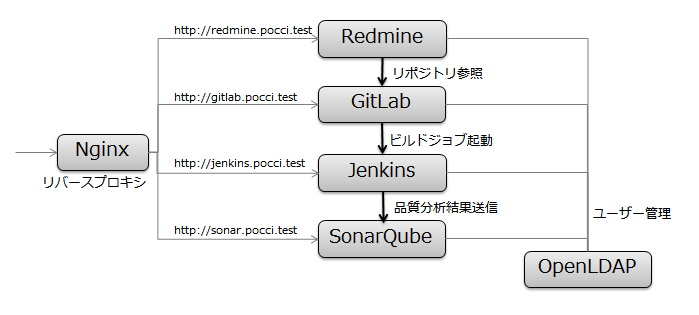 http://redmine.pocci.test
Redmine
リポジトリ参照
http://gitlab.pocci.test
GitLab
ビルドジョブ起動
Nginx
リバースプロキシ
http://jenkins.pocci.test
Jenkins
品質分析結果送信
ユーザー管理
http://sonar.pocci.test
SonarQube
OpenLDAP